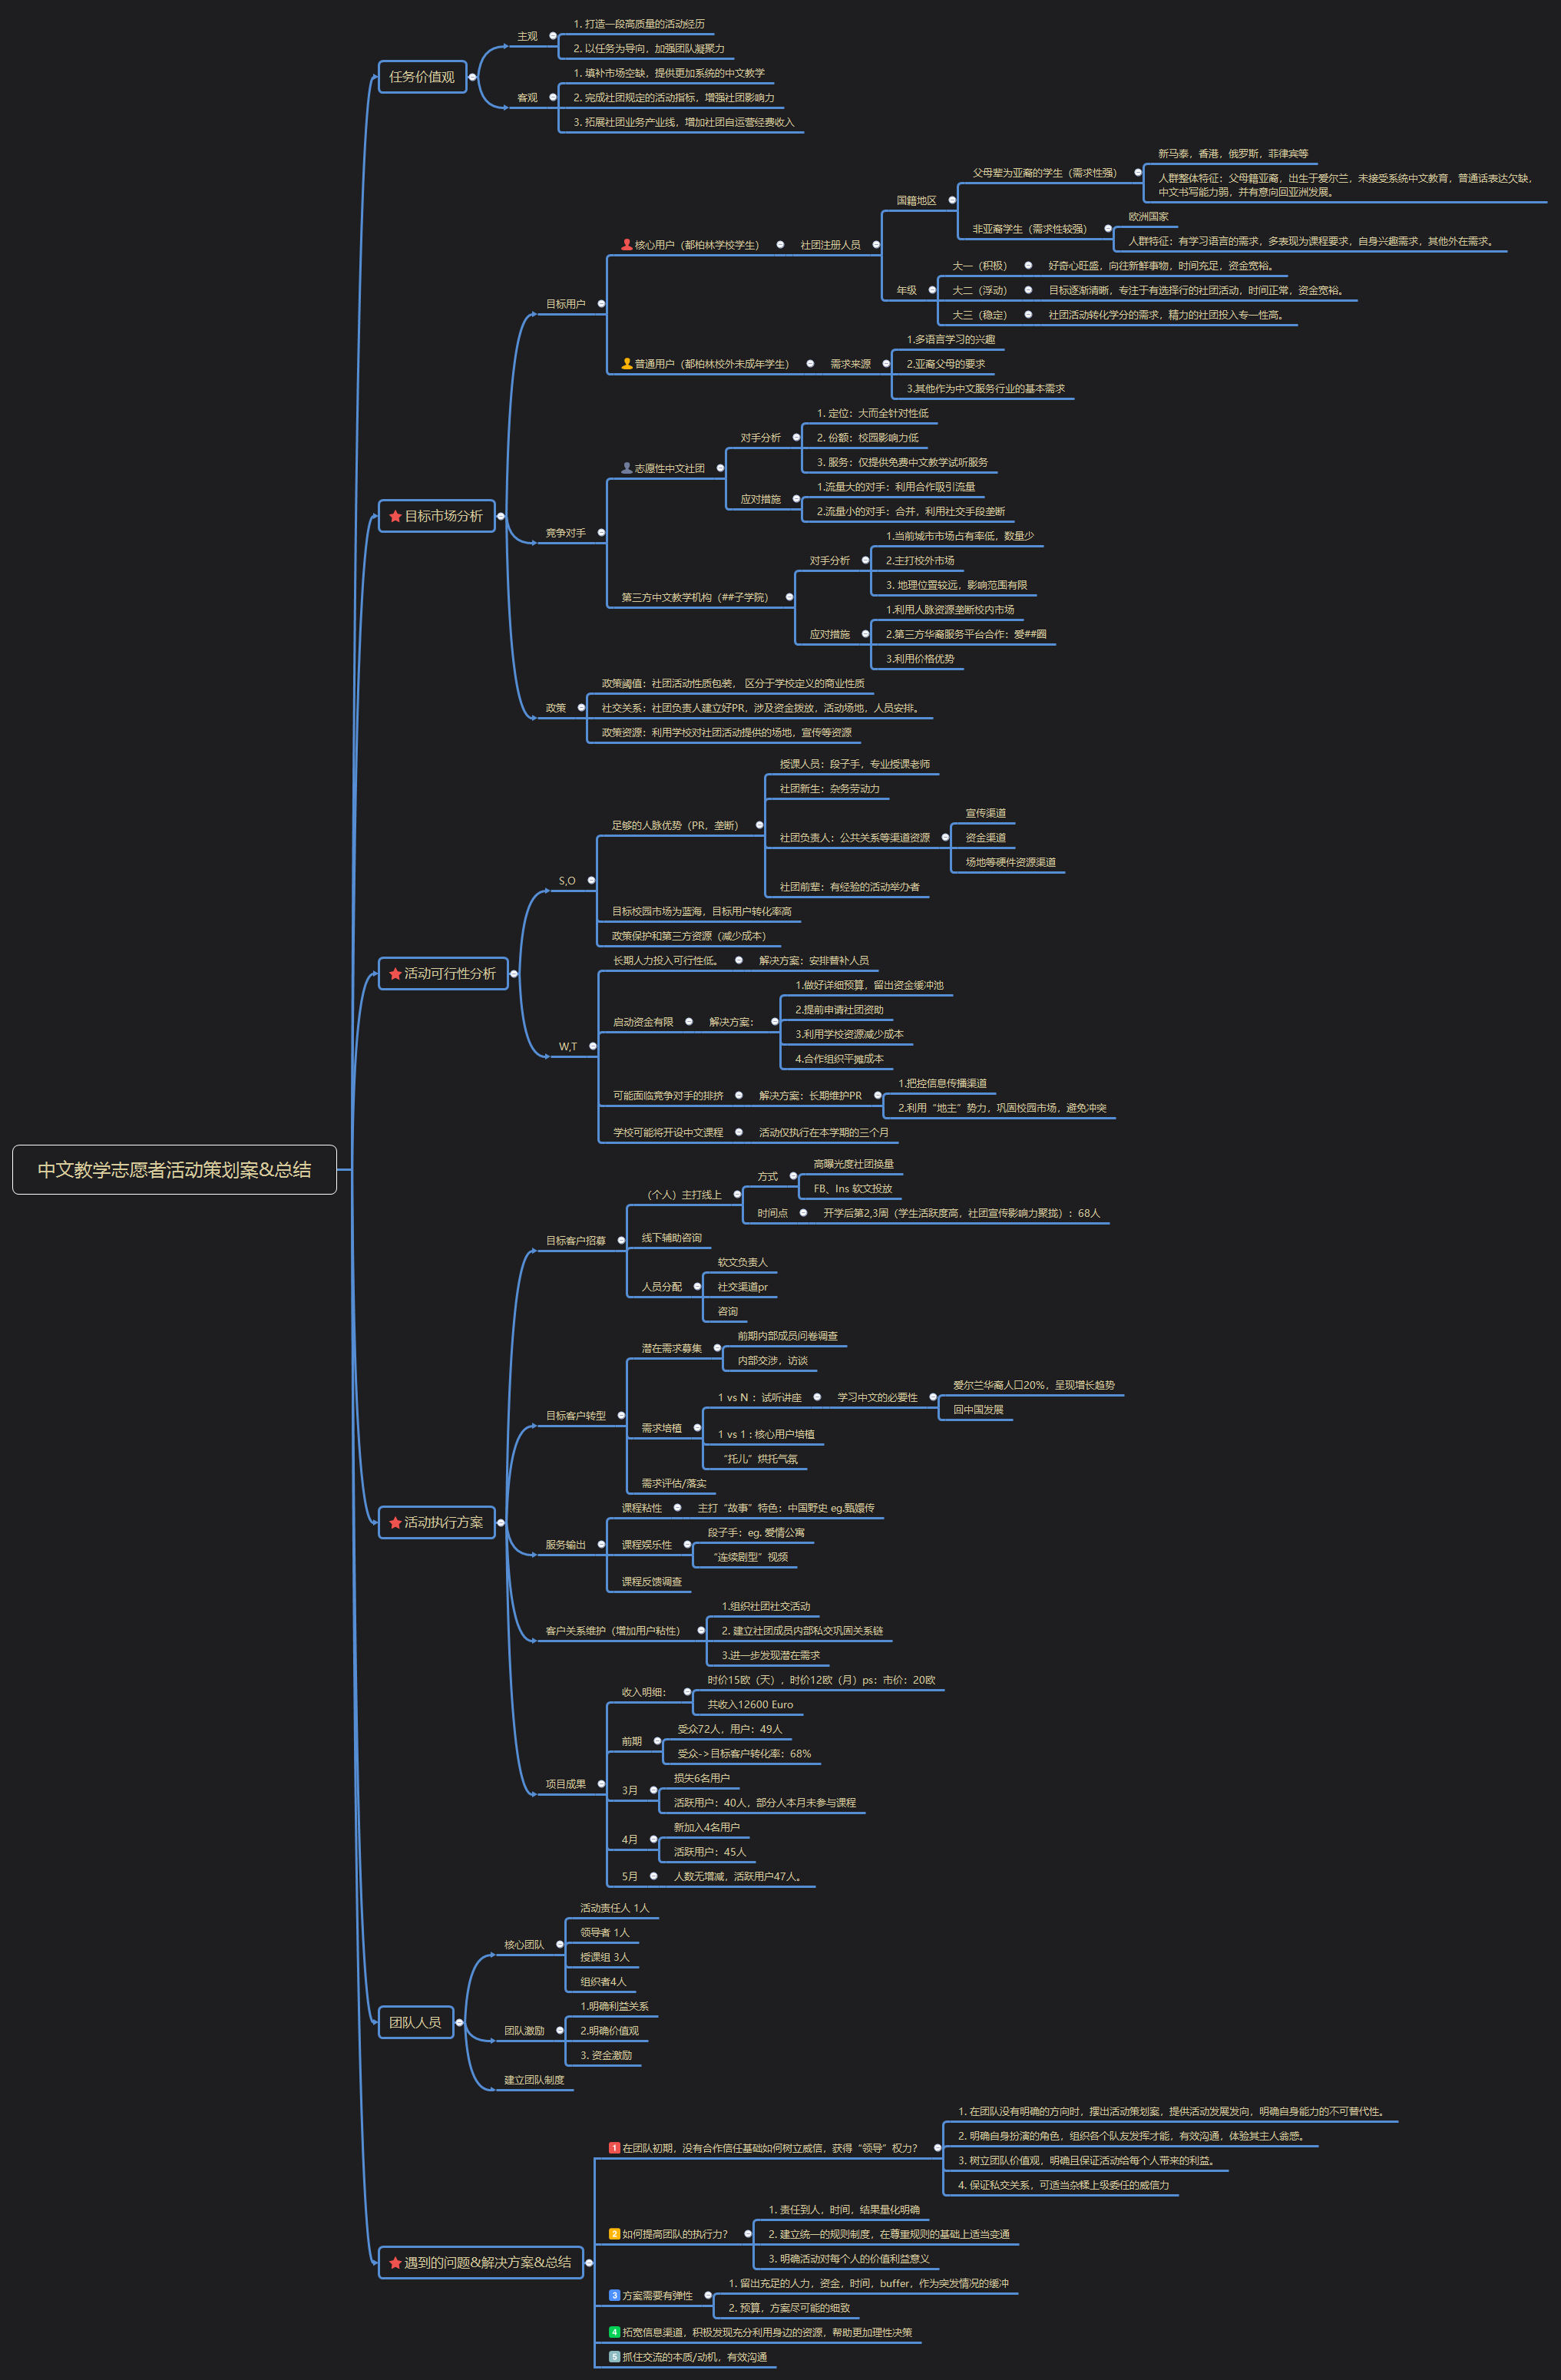 中文教学志愿者活动策划案&总结
任务价值观
主观
1. 打造一段高质量的活动经历
2. 以任务为导向，加强团队凝聚力
客观
1. 填补市场空缺，提供更加系统的中文教学
2. 完成社团规定的活动指标，增强社团影响力
3. 拓展社团业务产业线，增加社团自运营经费收入
目标市场分析
目标用户
核心用户（都柏林学校学生）
社团注册人员
国籍地区
父母辈为亚裔的学生（需求性强）
新马泰，香港，俄罗斯，菲律宾等
人群整体特征：父母籍亚裔，出生于爱尔兰，未接受系统中文教育，普通话表达欠缺，
中文书写能力弱，并有意向回亚洲发展。
非亚裔学生（需求性较强）
欧洲国家
人群特征：有学习语言的需求，多表现为课程要求，自身兴趣需求，其他外在需求。
年级
大一（积极）
好奇心旺盛，向往新鲜事物，时间充足，资金宽裕。
大二（浮动）
目标逐渐清晰，专注于有选择行的社团活动，时间正常，资金宽裕。
大三（稳定）
社团活动转化学分的需求，精力的社团投入专一性高。
普通用户（都柏林校外未成年学生）
需求来源
1.多语言学习的兴趣
2.亚裔父母的要求
3.其他作为中文服务行业的基本需求
竞争对手
志愿性中文社团
对手分析
1. 定位：大而全针对性低
2. 份额：校园影响力低
3. 服务：仅提供免费中文教学试听服务
应对措施
1.流量大的对手：利用合作吸引流量
2.流量小的对手：合并，利用社交手段垄断
第三方中文教学机构（##子学院）
对手分析
1.当前城市市场占有率低，数量少
2.主打校外市场
3. 地理位置较远，影响范围有限
应对措施
1.利用人脉资源垄断校内市场
2.第三方华裔服务平台合作：爱##圈
3.利用价格优势
政策
政策阈值：社团活动性质包装， 区分于学校定义的商业性质
社交关系：社团负责人建立好PR，涉及资金拨放，活动场地，人员安排。
政策资源：利用学校对社团活动提供的场地，宣传等资源
活动可行性分析
S,O
足够的人脉优势（PR，垄断）
授课人员：段子手，专业授课老师
社团新生：杂务劳动力
社团负责人：公共关系等渠道资源
宣传渠道
资金渠道
场地等硬件资源渠道
社团前辈：有经验的活动举办者
目标校园市场为蓝海，目标用户转化率高
政策保护和第三方资源（减少成本）
W,T
长期人力投入可行性低。
解决方案：安排替补人员
启动资金有限
解决方案：
1.做好详细预算，留出资金缓冲池
2.提前申请社团资助
3.利用学校资源减少成本
4.合作组织平摊成本
可能面临竞争对手的排挤
解决方案：长期维护PR
1.把控信息传播渠道
2.利用“地主”势力，巩固校园市场，避免冲突
学校可能将开设中文课程
活动仅执行在本学期的三个月
活动执行方案
目标客户招募
（个人）主打线上
方式
高曝光度社团换量
FB、Ins 软文投放
时间点
开学后第2,3周（学生活跃度高，社团宣传影响力聚拢）：68人
线下辅助咨询
人员分配
软文负责人
社交渠道pr
咨询
目标客户转型
潜在需求募集
前期内部成员问卷调查
内部交涉，访谈
需求培植
1 vs N ：试听讲座
学习中文的必要性
爱尔兰华裔人口20%，呈现增长趋势
回中国发展
1 vs 1 : 核心用户培植
“托儿”烘托气氛
需求评估/落实
服务输出
课程粘性
主打“故事”特色：中国野史 eg.甄嬛传
课程娱乐性
段子手：eg. 爱情公寓
“连续剧型”视频
课程反馈调查
客户关系维护（增加用户粘性）
1.组织社团社交活动
2. 建立社团成员内部私交巩固关系链
3.进一步发现潜在需求
项目成果
收入明细：
时价15欧（天），时价12欧（月）ps：市价：20欧
共收入12600 Euro
前期
受众72人，用户：49人
受众->目标客户转化率：68%
3月
损失6名用户
活跃用户：40人，部分人本月未参与课程
4月
新加入4名用户
活跃用户：45人
5月
人数无增减，活跃用户47人。
团队人员
核心团队
活动责任人 1人
领导者 1人
授课组 3人
组织者4人
团队激励
1.明确利益关系
2.明确价值观
3. 资金激励
建立团队制度
遇到的问题&解决方案&总结
1 在团队初期，没有合作信任基础如何树立威信，获得“领导”权力？
1. 在团队没有明确的方向时，摆出活动策划案，提供活动发展发向，明确自身能力的不可替代性。
2. 明确自身扮演的角色，组织各个队友发挥才能，有效沟通，体验其主人翁感。
3. 树立团队价值观，明确且保证活动给每个人带来的利益。
4. 保证私交关系，可适当杂糅上级委任的威信力
2 如何提高团队的执行力？
1. 责任到人，时间，结果量化明确
2. 建立统一的规则制度，在尊重规则的基础上适当变通
3. 明确活动对每个人的价值利益意义
3 方案需要有弹性
1. 留出充足的人力，资金，时间，buffer，作为突发情况的缓冲
2. 预算，方案尽可能的细致
4 拓宽信息渠道，积极发现充分利用身边的资源，帮助更加理性决策
5 抓住交流的本质/动机，有效沟通